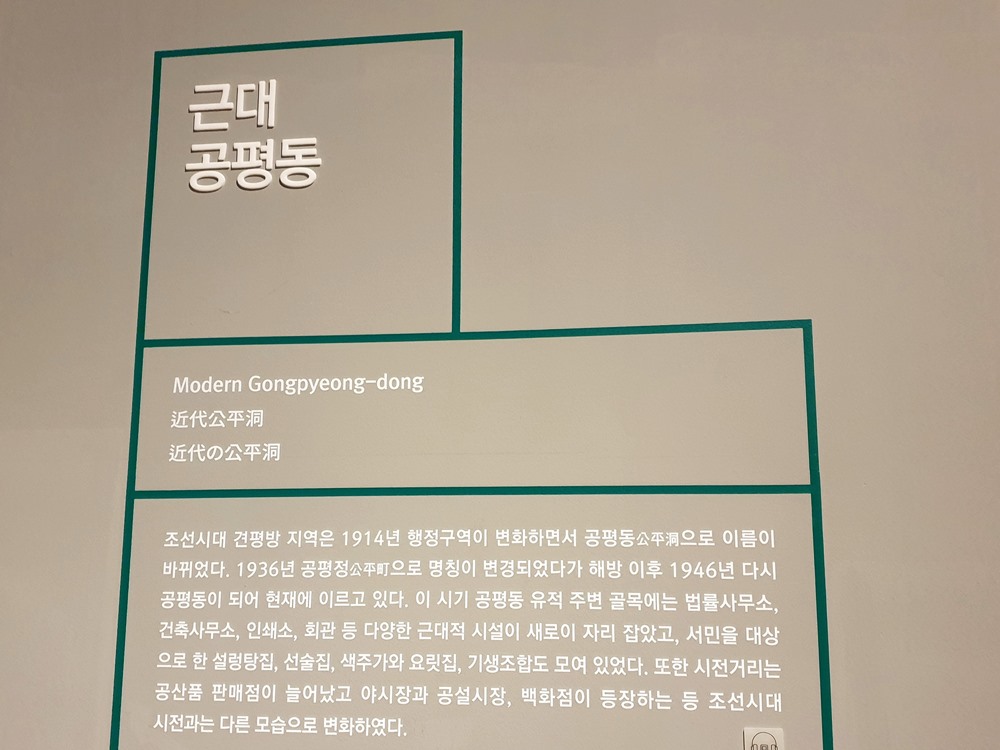 근대
공평동
Modern Gongpyeong-dong
近代公平洞
近代の公平洞
조선시대 견평방 지역은 1914년 행정구역이 변화하면서 공평동公平洞으로 이름이
바뀌었다. 1936년 공평정公平町으로 명칭이 변경되었다가 해방 이후 1946년 다시
공평동이 되어 현재에 이르고 있다. 이 시기 공평동 유적 주변 골목에는 법률사무소,
건축사무소, 인쇄소, 회관 등 다양한 근대적 시설이 새로이 자리 잡았고, 서민을 대상
으로 한 설렁탕집, 선술집, 색주가와 요릿집, 기생조합도 모여 있었다. 또한 시전거리는
공산품 판매점이 늘어났고 야시장과 공설시장, 백화점이 등장하는 등 조선시대
시전과는 다른 모습으로 변화하였다.